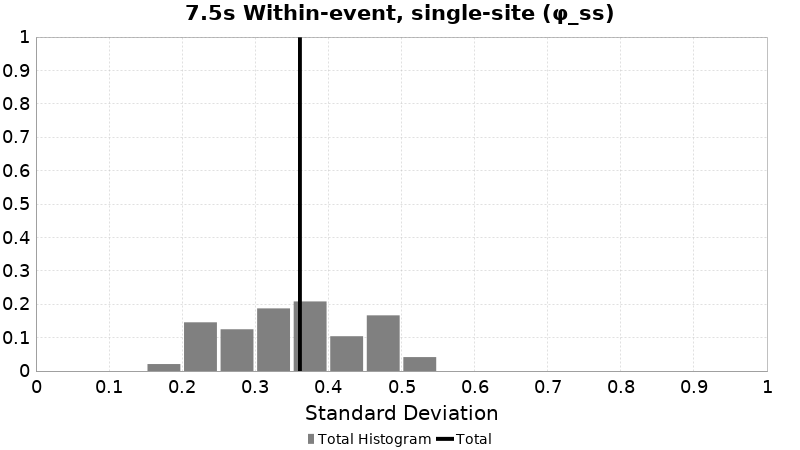 7.5s Within-event, single-site (φ_ss)
1
0.9
0.8
0.7
0.6
0.5
0.4
0.3
0.2
0.1
0
0 0.1 0.2 0.3 0.4 0.5 0.6 0.7 0.8 0.9 1
Standard Deviation
Total Histogram Total